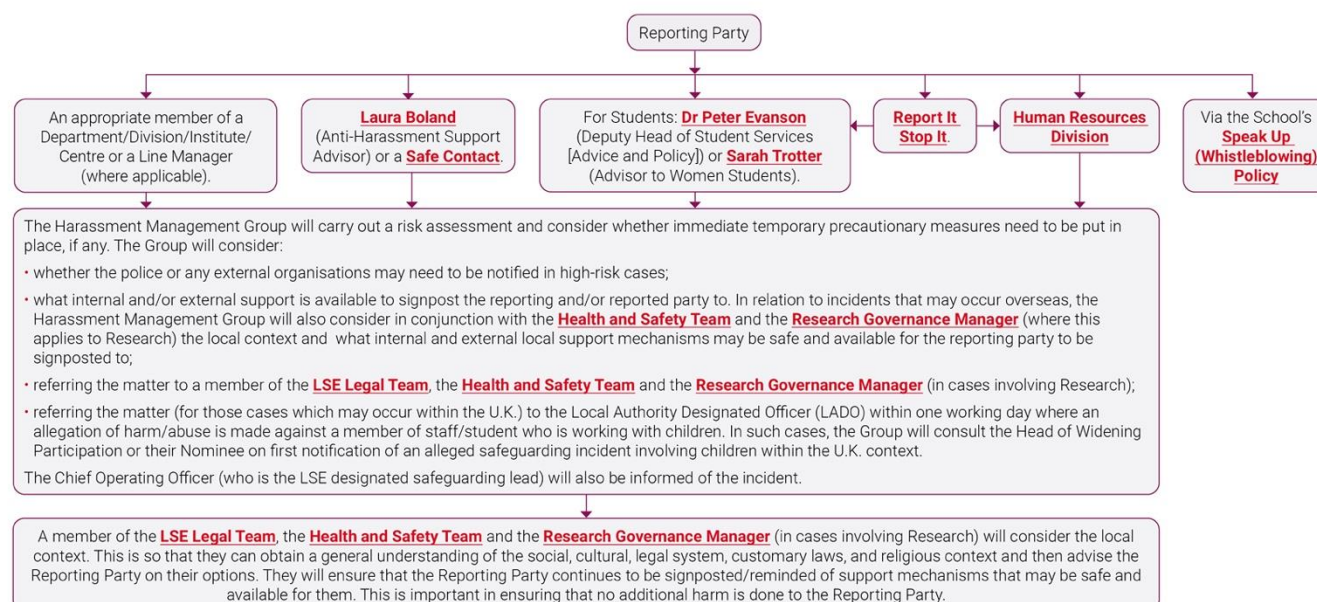 Reporting Party
An appropriate member of a
Department/Division/Institute/
Centre or a Line Manager
(where applicable).
Laura Boland
(Anti-Harassment Support
Advisor) or a Safe Contact.
For Students: Dr Peter Evanson
(Deputy Head of Student Services
[Advice and Policy]) or Sarah Trotter
(Advisor to Women Students).
Report It
Stop It.
Human Resources
Division
Via the School's
Speak Up
(Whistleblowing)
Policy
The Harassment Management Group will carry out a risk assessment and consider whether immediate temporary precautionary measures need to be put in
place, if any. The Group will consider:
• whether the police or any external organisations may need to be notified in high-risk cases;
• what internal and/or external support is available to signpost the reporting and/or reported party to. In relation to incidents that may occur overseas, the
Harassment Management Group will also consider in conjunction with the Health and Safety Team and the Research Governance Manager (where this
applies to Research) the local context and what internal and external local support mechanisms may be safe and available for the reporting party to be
signposted to;
• referring the matter to a member of the LSE Legal Team, the Health and Safety Team and the Research Governance Manager (in cases involving Research);
• referring the matter (for those cases which may occur within the U.K.) to the Local Authority Designated Officer (LADO) within one working day where an
allegation of harm/abuse is made against a member of staff/student who is working with children. In such cases, the Group will consult the Head of Widening
Participation or their Nominee on first notification of an alleged safeguarding incident involving children within the U.K. context.
The Chief Operating Officer (who is the LSE designated safeguarding lead) will also be informed of the incident.
A member of the LSE Legal Team, the Health and Safety Team and the Research Governance Manager (in cases involving Research) will consider the local
context. This is so that they can obtain a general understanding of the social, cultural, legal system, customary laws, and religious context and then advise the
Reporting Party on their options. They will ensure that the Reporting Party continues to be signposted/reminded of support mechanisms that may be safe and
available for them. This is important in ensuring that no additional harm is done to the Reporting Party.